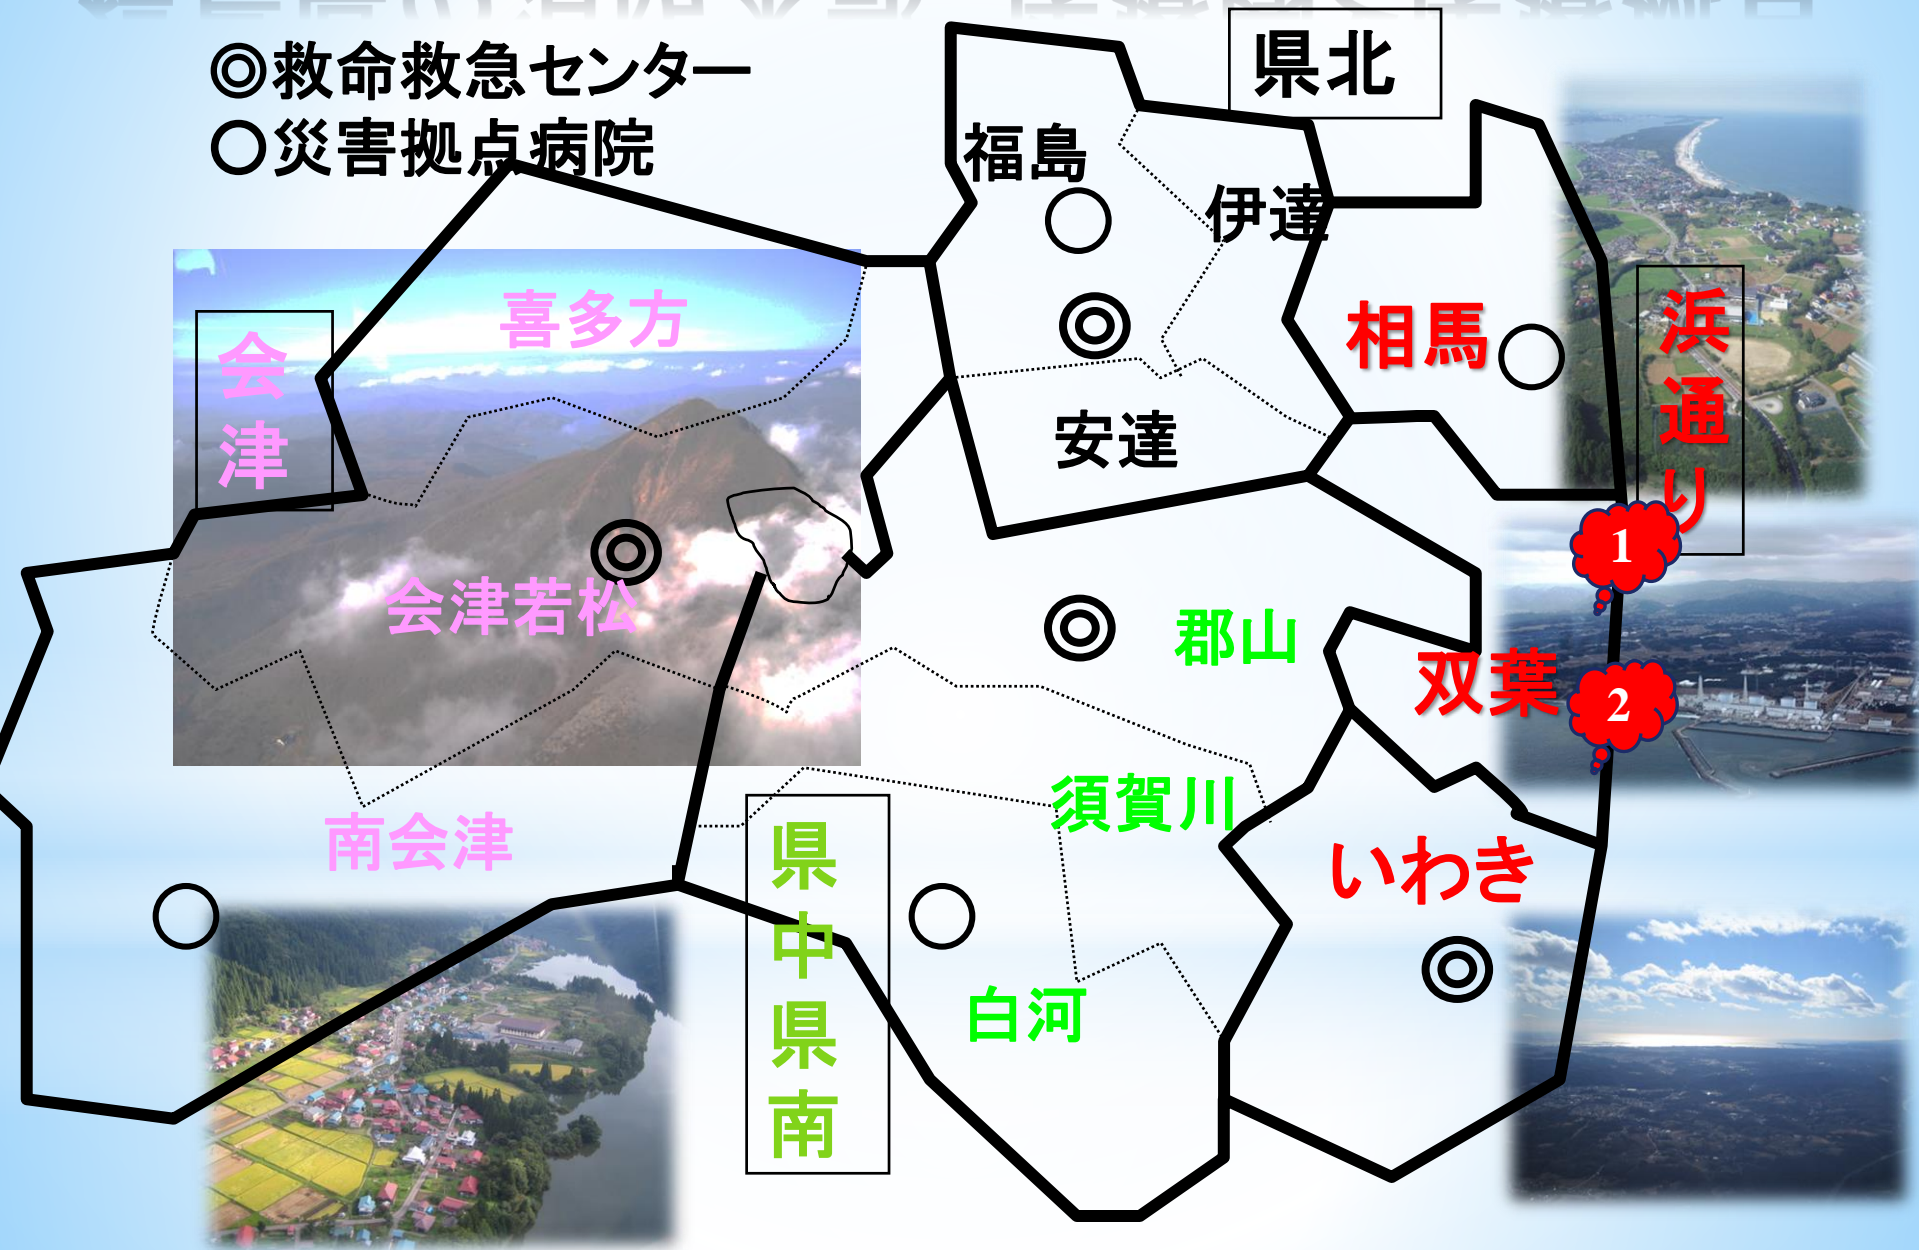 ◎救命救急センター
○災害拠点病院
県北
福島
伊達
相馬
浜通り
喜多方
会津
安達
1
会津若松
郡山
双葉
2
須賀川
南会津
いわき
県中県南
白河